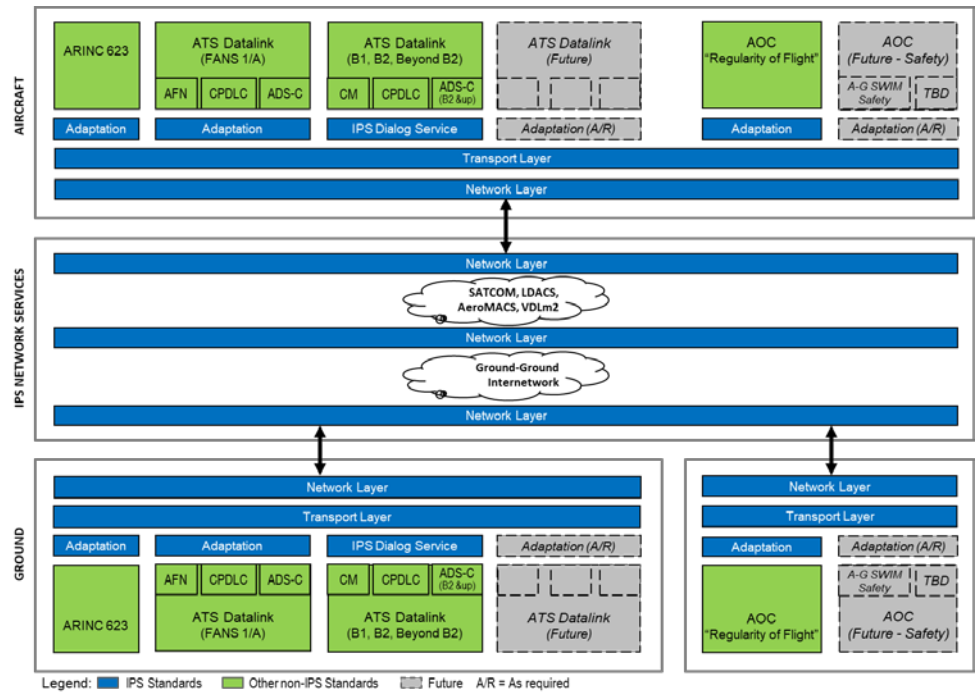 AIRCRAFT
ARINC 623
ATS Datalink
(FANS 1/A)
AFN
CPDLC
ADS-C
ATS Datalink
(B1, B2, Beyond B2)
CM
CPDLC
ADS-C
(B2 &up)
ATS Datalink
(Future)
AOC
"Regularity of Flight"
AOC
(Future - Safety)
A-G SWIM
Safety
TBD
Adaptation
Adaptation
IPS Dialog Service
Adaptation (A/R)
Adaptation
Adaptation (A/R)
Transport Layer
Network Layer
IPS NETWORK SERVICES
Network Layer
SATCOM, LDACS,
AeroMACS, VDLm2
Network Layer
Ground-Ground
Internetwork
Network Layer
GROUND
Network Layer
Transport Layer
Adaptation
Adaptation
IPS Dialog Service
Adaptation (A/R)
ARINC 623
AFN
CPDLC
ADS-C
ATS Datalink
(FANS 1/A)
CM
CPDLC
ADS-C
(B2 &up)
ATS Datalink
(B1, B2, Beyond B2)
ATS Datalink
(Future)
Network Layer
Transport Layer
Adaptation
Adaptation (A/R)
AOC
"Regularity of Flight"
A-G SWIM
Safety
TBD
AOC
(Future - Safety)
Legend: IPS Standards Other non-IPS Standards Future A/R = As required